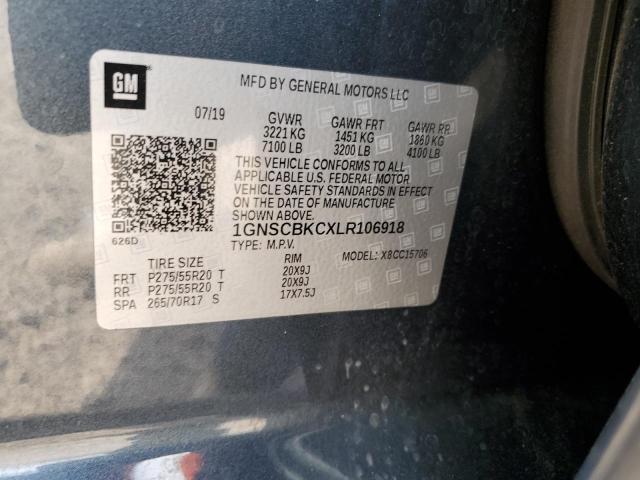 GM
MFD BY GENERAL MOTORS LLC
07/19 GVWR GAWR FRT GAWR RR
3221 KG 1451 KG 1860 KG
7100 LB 3200 LB 4100 LB
THIS VEHICLE CONFORMS TO ALL
APPLICABLE U.S. FEDERAL MOTOR
VEHICLE SAFETY STANDARDS IN EFFECT
ON THE DATE OF MANUFACTURE
SHOWN ABOVE.
1GNSCBKCXLR106918
626D
TYPE: M.P.V. MODEL: X8CC15706
TIRE SIZE RIM
FRT P275/55R20 T 20X9J
RR P275/55R20 T 20X9J
SPA 265/70R17 S 17X7.5J